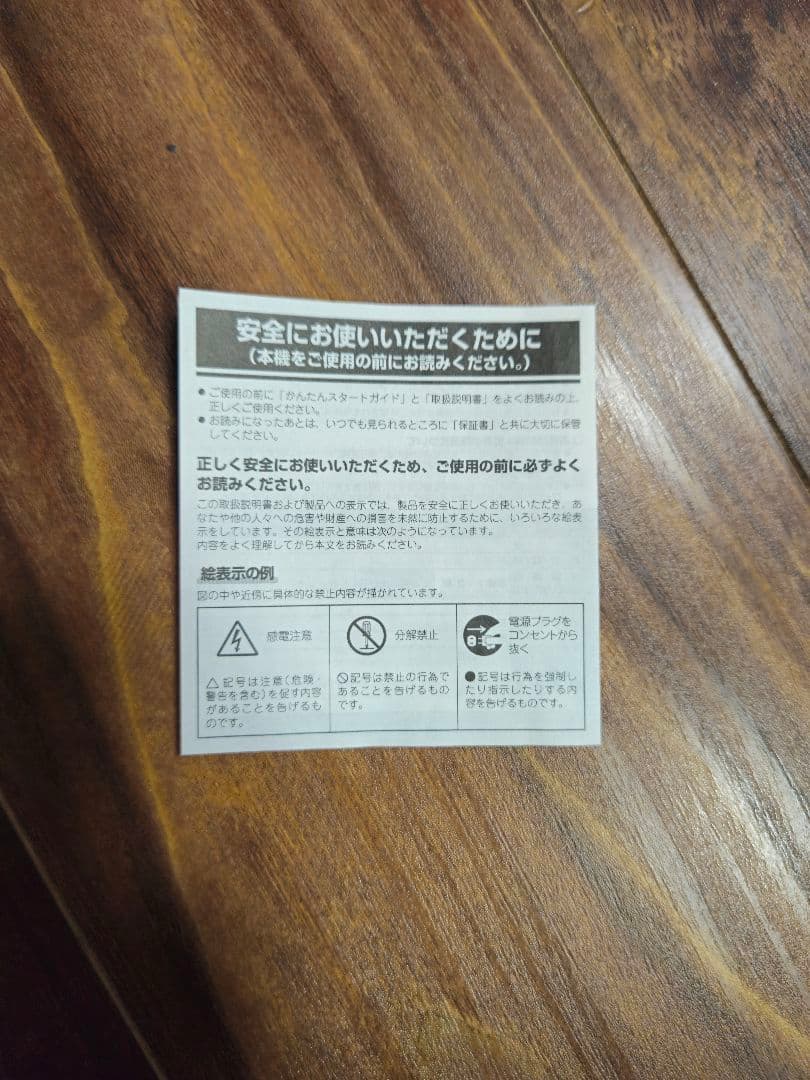 安全にお使いいただくために
(本機をご使用の前にお読みください。)
● ご使用の前に「かんたんスタートガイド」と「取扱説明書」をよくお読みの上、
正しくご使用ください。
● お読みになったあとは、いつでも見られるところに「保証書」と共に大切に保管
してください。
正しく安全にお使いいただくため、ご使用の前に必ずよく
お読みください。
この取扱説明書および製品への表示では、製品を安全に正しくお使いいただき、あ
なたや他の人々への危害や財産への損害を未然に防止するために、いろいろな絵表
示をしています。その絵表示と意味は次のようになっています。
内容をよく理解してから本文をお読みください。
絵表示の例
図の中や近傍に具体的な禁止内容が描かれています。
感電注意
△記号は注意(危険・
警告を含む)を促す内容
があることを告げるも
のです。
分解禁止
🛇記号は禁止の行為で
あることを告げるもの
です。
電源プラグを
コンセントから
抜く
●記号は行為を強制し
たり指示したりする内
容を告げるものです。